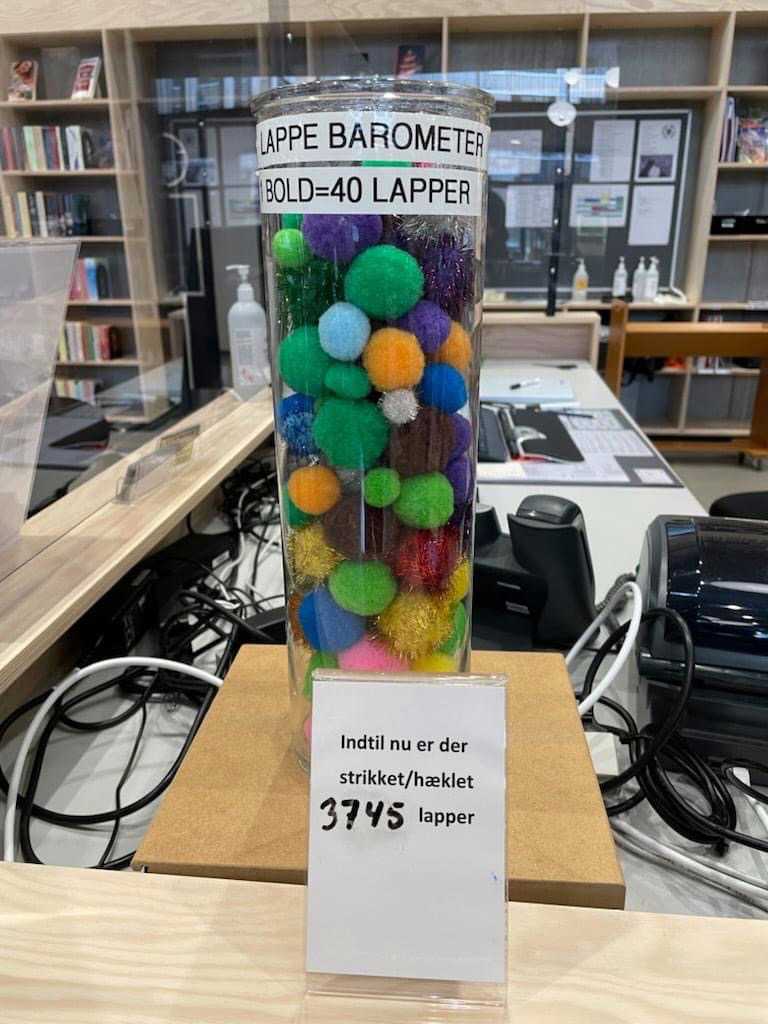 LAPPE BAROMETER
1 BOLD=40 LAPPER
Indtil nu er der
strikket/hæklet
3745 lapper